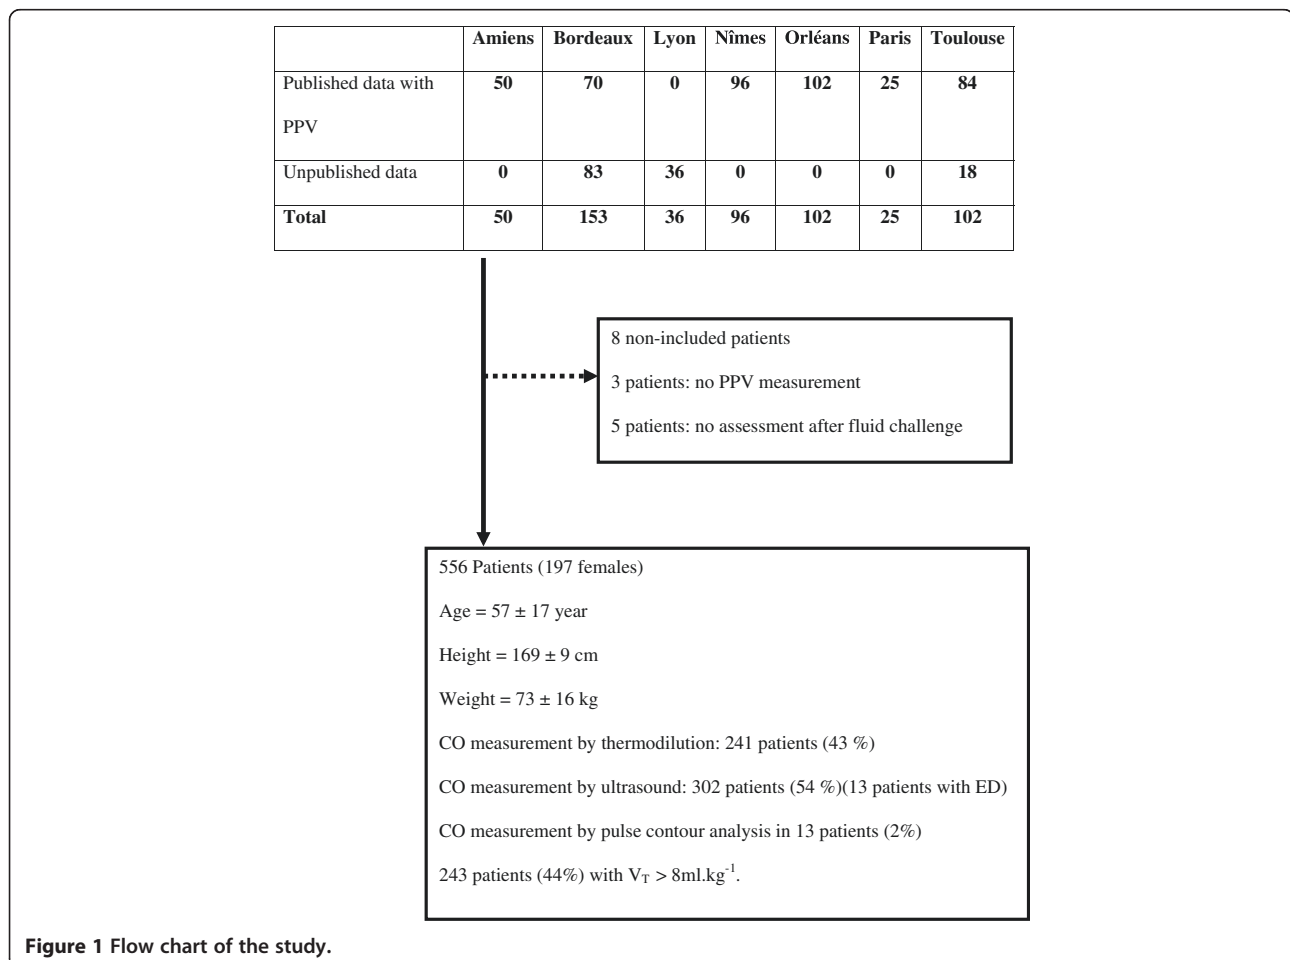 Amiens Bordeaux Lyon Nîmes Orléans Paris Toulouse
Published data with PPV 50 70 0 96 102 25 84
Unpublished data 0 83 36 0 0 0 18
Total 50 153 36 96 102 25 102
8 non-included patients
3 patients: no PPV measurement
5 patients: no assessment after fluid challenge
556 Patients (197 females)
Age = 57 ± 17 year
Height = 169 ± 9 cm
Weight = 73 ± 16 kg
CO measurement by thermodilution: 241 patients (43 %)
CO measurement by ultrasound: 302 patients (54 %)(13 patients with ED)
CO measurement by pulse contour analysis in 13 patients (2%)
243 patients (44%) with V_T > 8ml.kg^-1.
Figure 1 Flow chart of the study.